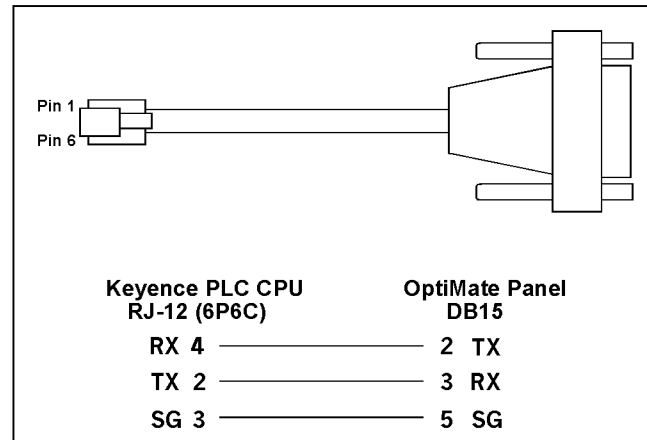 Pin 1
Pin 6
Keyence PLC CPU OptiMate Panel
RJ-12 (6P6C) DB15
RX 4 2 TX
TX 2 3 RX
SG 3 5 SG